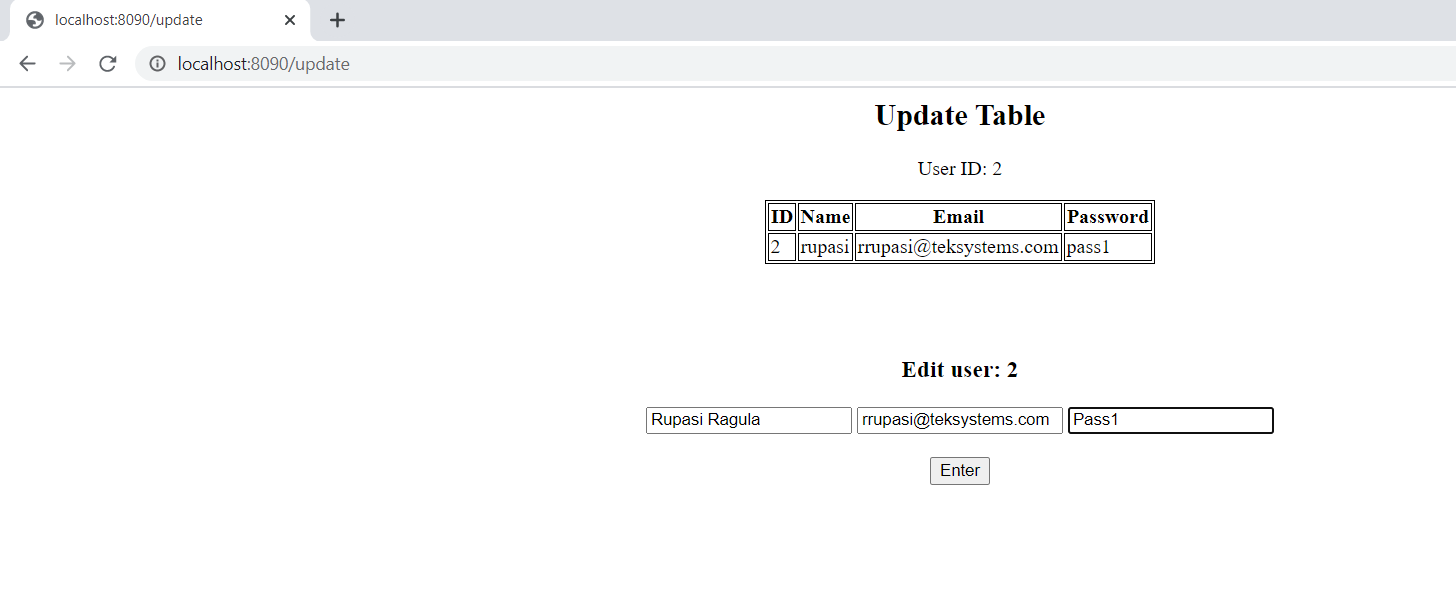 localhost:8090/update
localhost:8090/update
Update Table
User ID: 2
ID Name Email Password
2 rupasi rrupasi@teksystems.com pass1
Edit user: 2
Rupasi Ragula rrupasi@teksystems.com Pass1
Enter